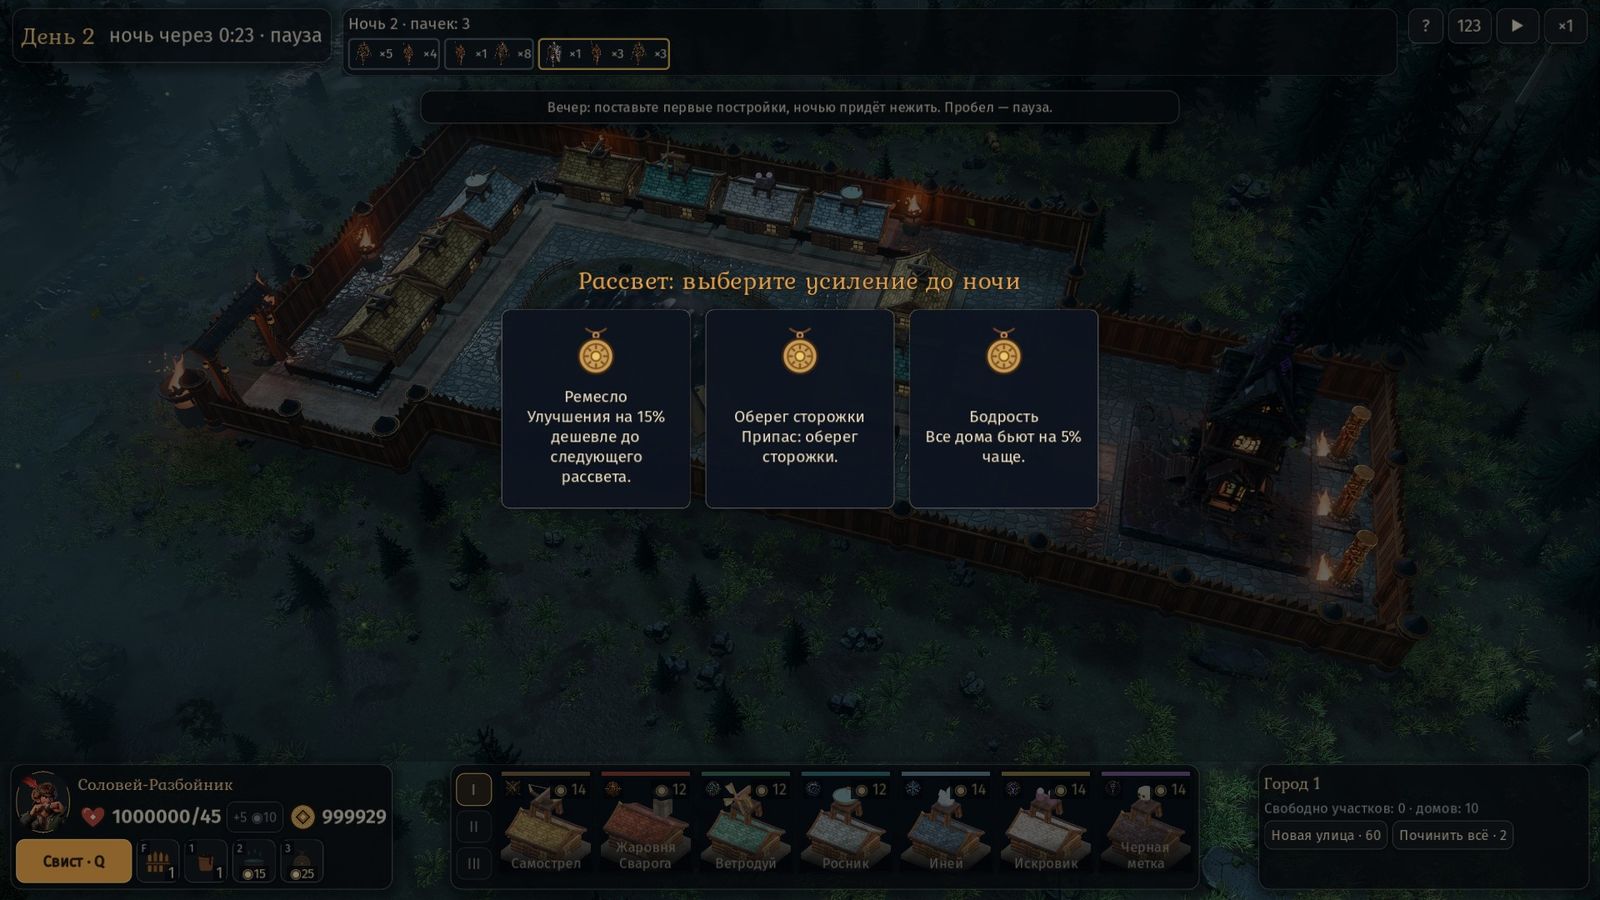 День 2 ночь через 0:23 · пауза
Ночь 2 · пачек: 3
×5 ×4 ×1 ×8 ×1 ×3 ×3
? 123 ×1
Вечер: поставьте первые постройки, ночью придёт нежить. Пробел — пауза.
Рассвет: выберите усиление до ночи
Ремесло
Улучшения на 15%
дешевле до
следующего
рассвета.
Оберег сторожки
Припас: оберег
сторожки.
Бодрость
Все дома бьют на 5%
чаще.
Соловей-Разбойник
1000000/45 +5 10 999929
Свист · Q
F 1
1 1
2 15
3 25
I
II
III
14
Самострел
12
Жаровня
Сварога
12
Ветродуй
12
Росник
14
Иней
14
Искровик
14
Черная
метка
Город 1
Свободно участков: 0 · домов: 10
Новая улица · 60 Починить всё · 2